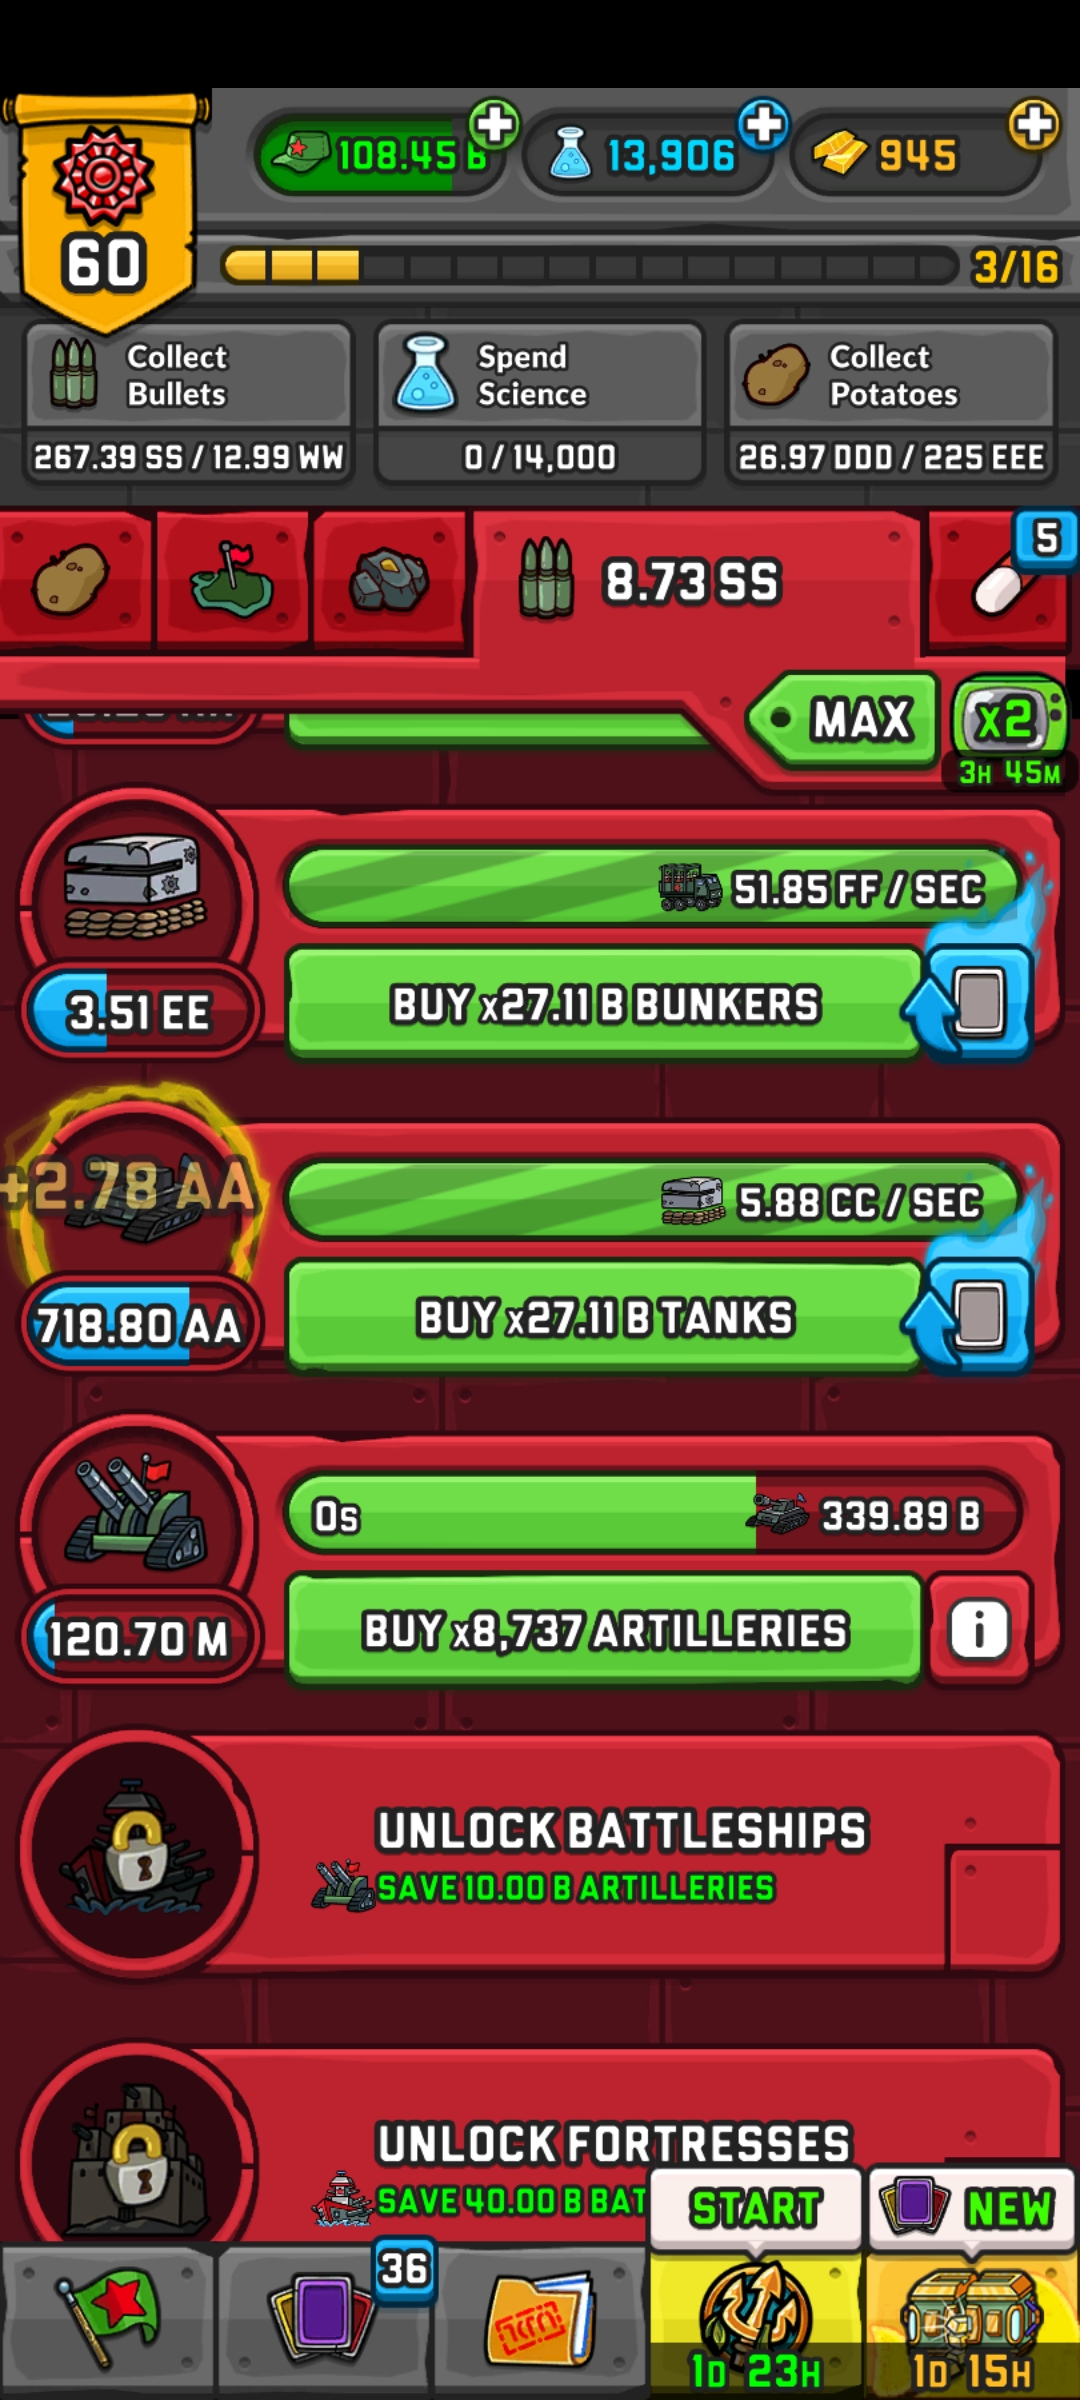 60
108.45 B
13,906
945
3/16
Collect
Bullets
267.39 SS / 12.99 WW
Spend
Science
0 / 14,000
Collect
Potatoes
26.97 DDD / 225 EEE
8.73 SS
5
MAX
x2
3H 45M
51.85 FF / SEC
3.51 EE
BUY x27.11 B BUNKERS
+2.78 AA
5.88 CC / SEC
718.80 AA
BUY x27.11 B TANKS
0s
339.89 B
120.70 M
BUY x8,737 ARTILLERIES
i
UNLOCK BATTLESHIPS
SAVE 10.00 B ARTILLERIES
UNLOCK FORTRESSES
SAVE 40.00 B BAT
START
NEW
36
1D 23H
1D 15H